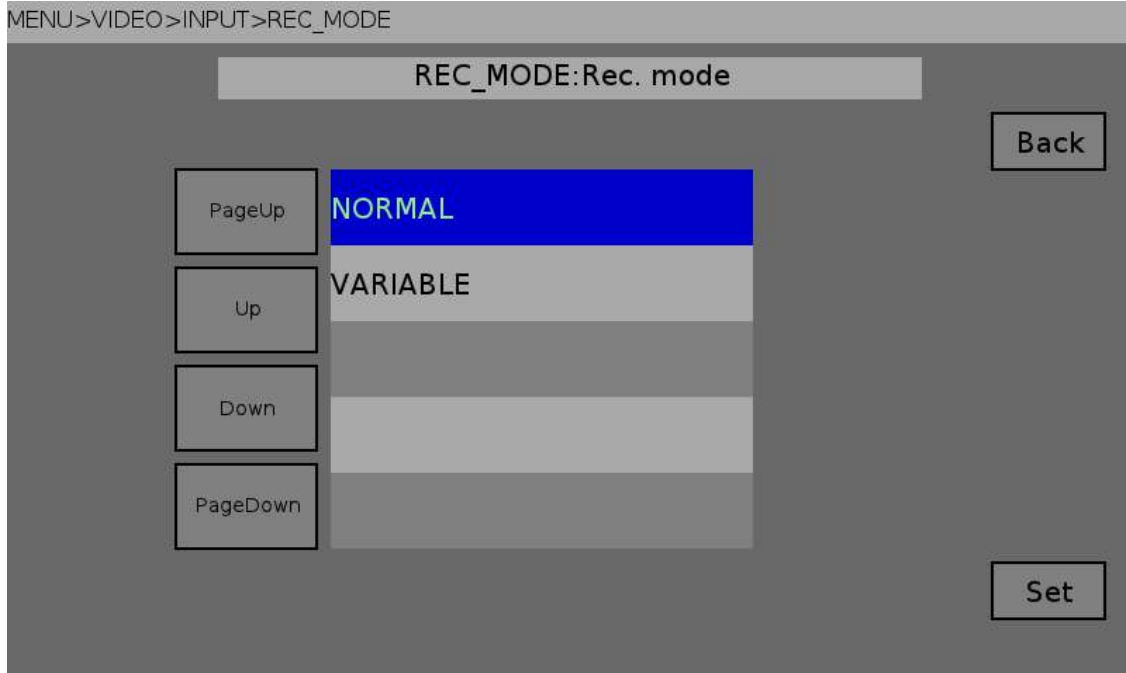 MENU>VIDEO>INPUT>REC_MODE
REC_MODE:Rec. mode
Back
PageUp
NORMAL
Up
VARIABLE
Down
PageDown
Set